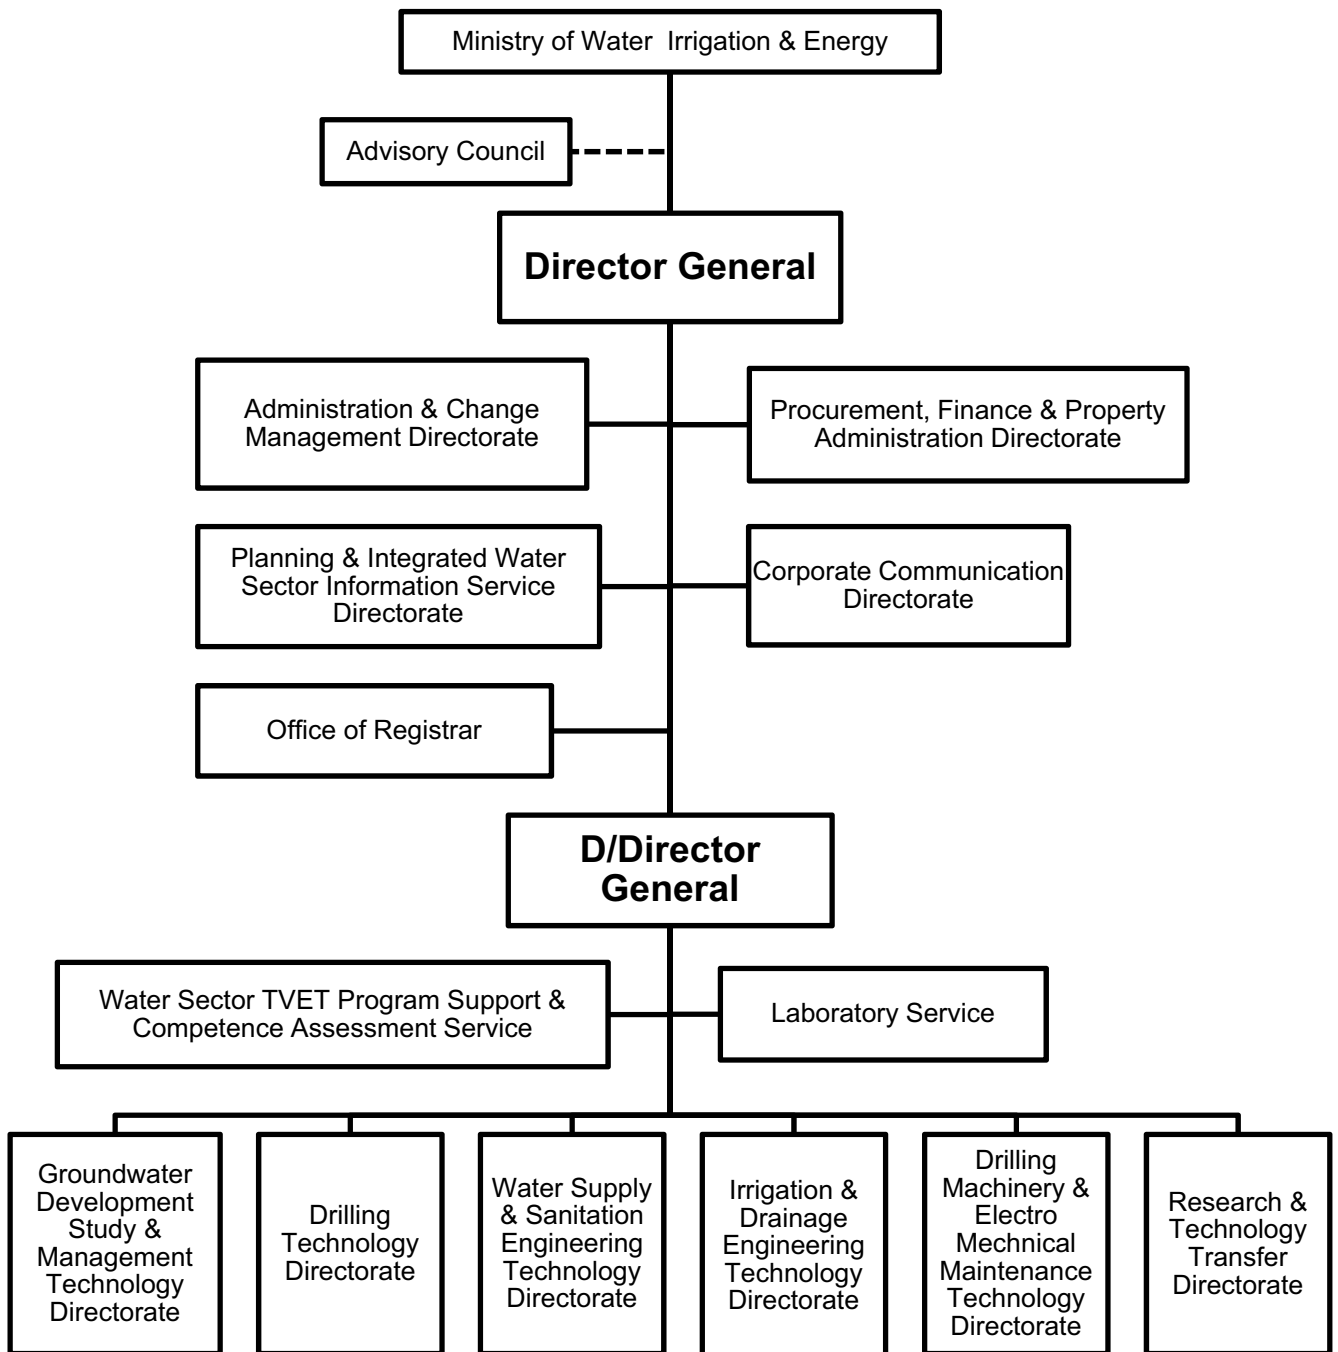 Ministry of Water  Irrigation & Energy
Advisory Council
Director General
Administration & Change
Management Directorate
Procurement, Finance & Property
Administration Directorate
Planning & Integrated Water
Sector Information Service
Directorate
Corporate Communication
Directorate
Office of Registrar
D/Director
General
Water Sector TVET Program Support &
Competence Assessment Service
Laboratory Service
Groundwater
Development
Study &
Management
Technology
Directorate
Drilling
Technology
Directorate
Water Supply
& Sanitation
Engineering
Technology
Directorate
Irrigation &
Drainage
Engineering
Technology
Directorate
Drilling
Machinery &
Electro
Mechnical
Maintenance
Technology
Directorate
Research &
Technology
Transfer
Directorate